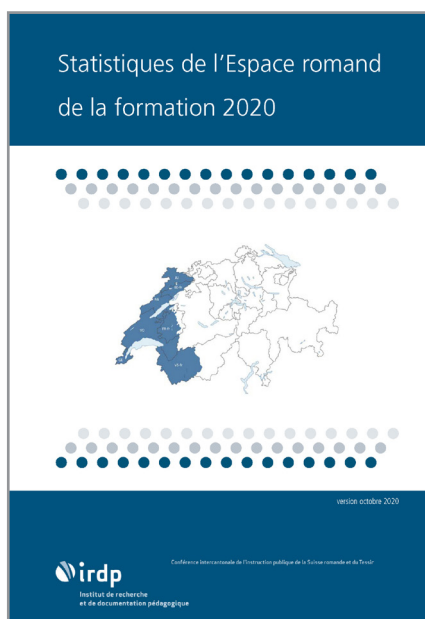 Statistiques de l'Espace romand
de la formation 2020
version octobre 2020
Conférence intercantonale de l'instruction publique de la Suisse romande et du Tessin
irdp
Institut de recherche
et de documentation pédagogique